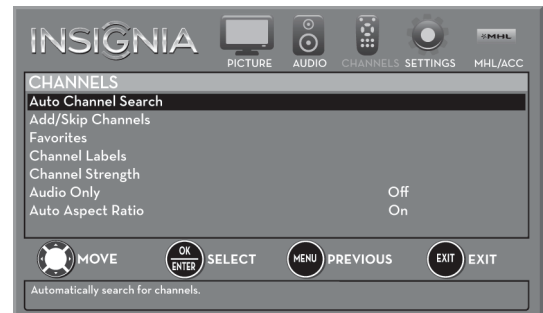 INSIGNIA
PICTURE AUDIO CHANNELS SETTINGS MHL MHL/ACC
CHANNELS
Auto Channel Search
Add/Skip Channels
Favorites
Channel Labels
Channel Strength
Audio Only Off
Auto Aspect Ratio On
MOVE OK ENTER SELECT MENU PREVIOUS EXIT EXIT
Automatically search for channels.